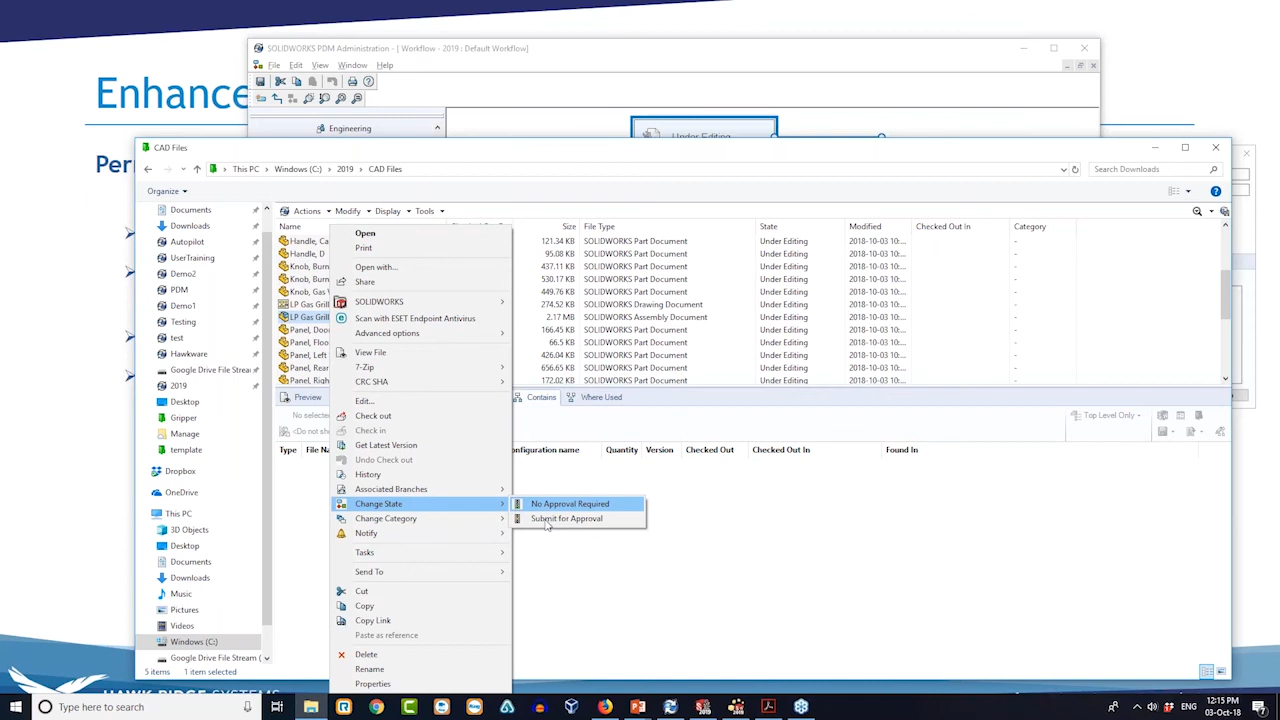 SOLIDWORKS PDM Administration - [ Workflow - 2019 : Default Workflow]
File Edit View Window Help
Enhance
Engineering
Under Editing
Per
CAD Files
This PC > Windows (C:) > 2019 > CAD Files
Search Downloads
Organize
Documents
Downloads
Autopilot
UserTraining
Demo2
PDM
Demo1
Testing
test
Hawkware
Google Drive File Strea
2019
Desktop
Gripper
Manage
template
Dropbox
OneDrive
This PC
3D Objects
Desktop
Documents
Downloads
Music
Pictures
Videos
Windows (C:)
Google Drive File Stream (
5 items 1 item selected
Actions Modify Display Tools
Name Size File Type State Modified Checked Out In Category
Handle, Ca 121.34 KB SOLIDWORKS Part Document Under Editing 2018-10-03 10:... -
Handle, D 95.08 KB SOLIDWORKS Part Document Under Editing 2018-10-03 10:... -
Knob, Burn 437.11 KB SOLIDWORKS Part Document Under Editing 2018-10-03 10:... -
Knob, Burn 530.17 KB SOLIDWORKS Part Document Under Editing 2018-10-03 10:... -
Knob, Gas V 449.76 KB SOLIDWORKS Part Document Under Editing 2018-10-03 10:... -
LP Gas Grill 274.52 KB SOLIDWORKS Drawing Document Under Editing 2018-10-03 10:... -
LP Gas Grill 2.17 MB SOLIDWORKS Assembly Document Under Editing 2018-10-03 10:... -
Panel, Doo 166.45 KB SOLIDWORKS Part Document Under Editing 2018-10-03 10:... -
Panel, Floo 66.5 KB SOLIDWORKS Part Document Under Editing 2018-10-03 10:... -
Panel, Left 426.04 KB SOLIDWORKS Part Document Under Editing 2018-10-03 10:... -
Panel, Rear 656.65 KB SOLIDWORKS Part Document Under Editing 2018-10-03 10:... -
Panel, Righ 172.02 KB SOLIDWORKS Part Document Under Editing 2018-10-03 10:... -
Preview Contains Where Used
No selected
Top Level Only
<Do not sh
Type File Na onfiguration name Quantity Version Checked Out Checked Out In Found In
Open
Print
Open with...
Share
SOLIDWORKS
Scan with ESET Endpoint Antivirus
Advanced options
View File
7-Zip
CRC SHA
Edit...
Check out
Check in
Get Latest Version
Undo Check out
History
Associated Branches
Change State
Change Category
Notify
Tasks
Send To
Cut
Copy
Copy Link
Paste as reference
Delete
Rename
Properties
No Approval Required
Submit for Approval
HAWK RIDGE SYSTEMS
Type here to search
ENG
12:15 PM
03-Oct-18